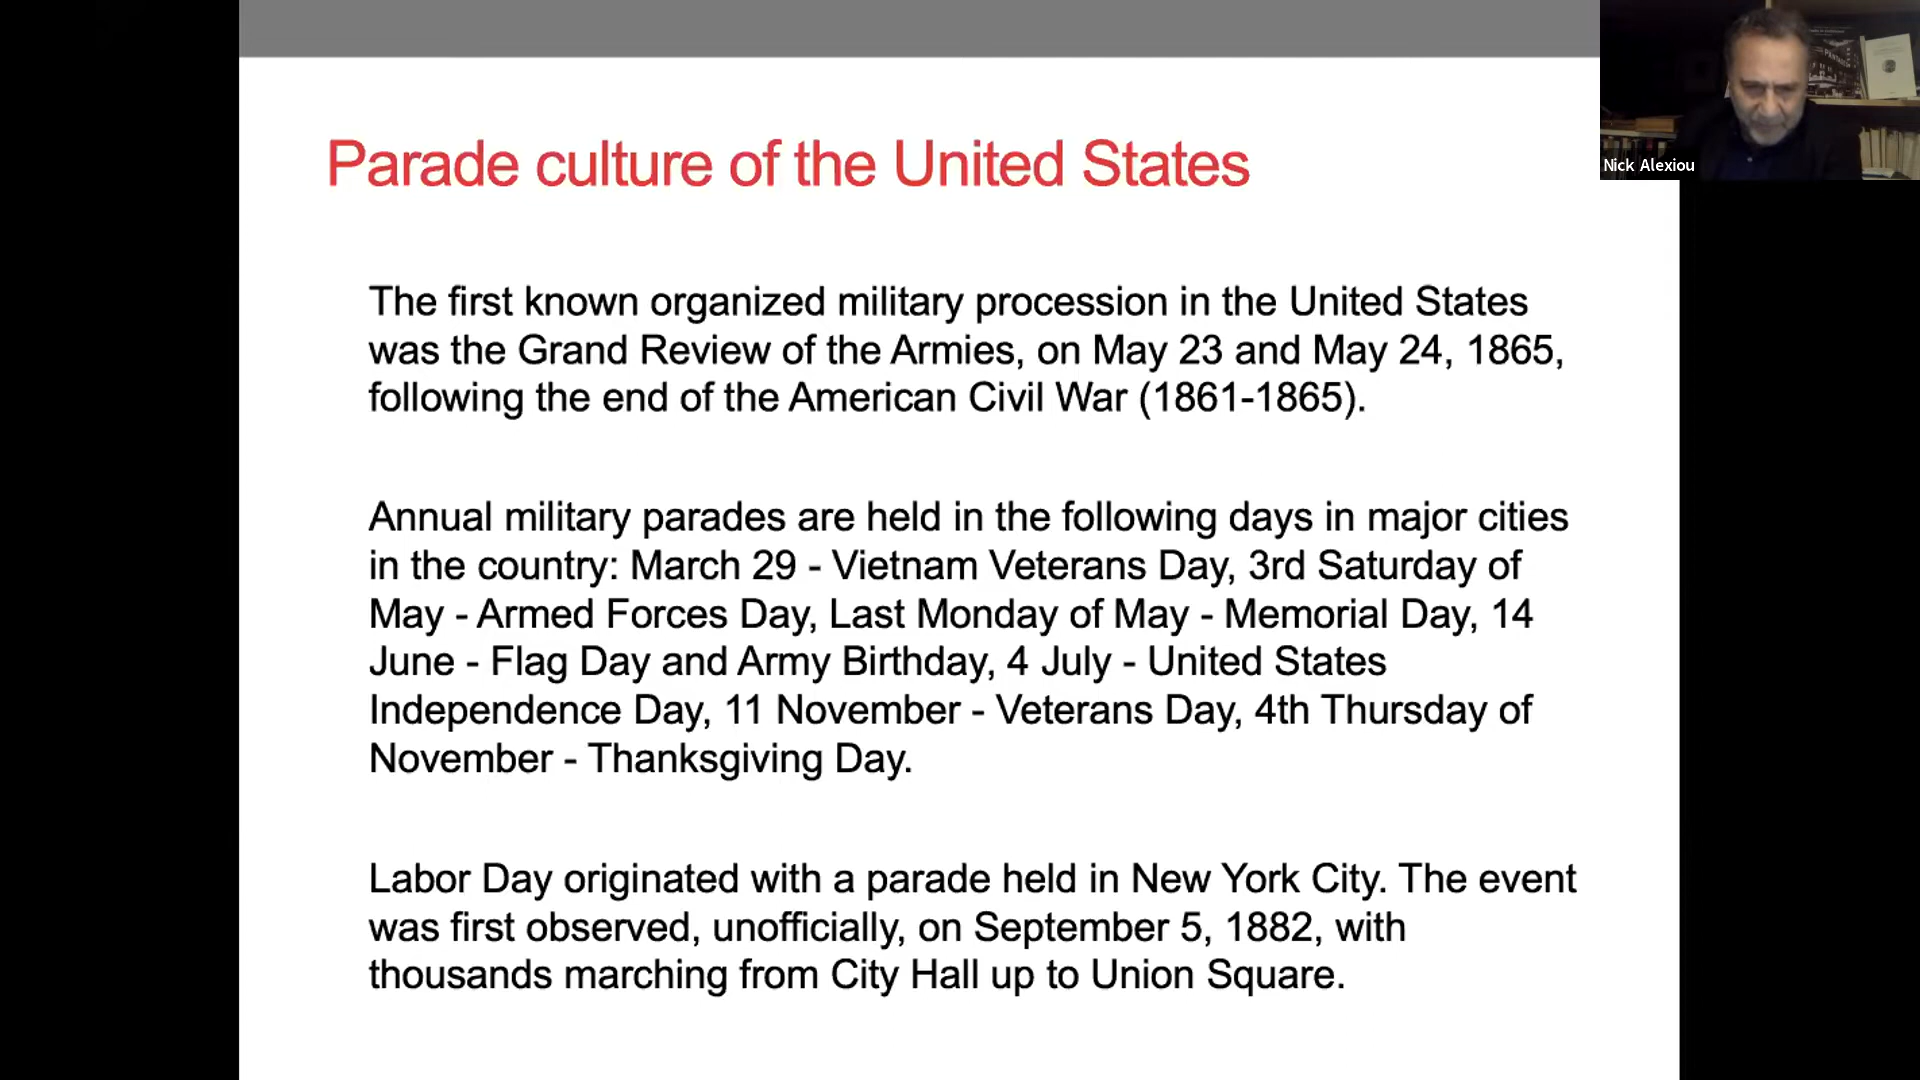 Parade culture of the United States
The first known organized military procession in the United States
was the Grand Review of the Armies, on May 23 and May 24, 1865,
following the end of the American Civil War (1861-1865).
Annual military parades are held in the following days in major cities
in the country: March 29 - Vietnam Veterans Day, 3rd Saturday of
May - Armed Forces Day, Last Monday of May - Memorial Day, 14
June - Flag Day and Army Birthday, 4 July - United States
Independence Day, 11 November - Veterans Day, 4th Thursday of
November - Thanksgiving Day.
Labor Day originated with a parade held in New York City. The event
was first observed, unofficially, on September 5, 1882, with
thousands marching from City Hall up to Union Square.
Nick Alexiou